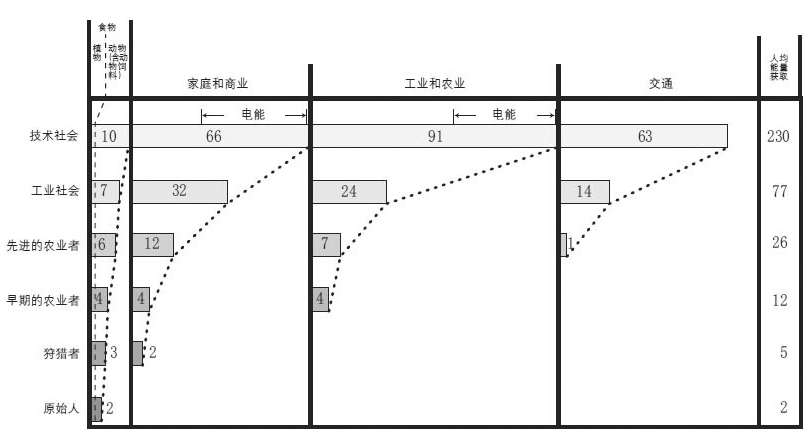 食物
植物
动物
(含动物饲料)
家庭和商业
工业和农业
交通
人均能量获取
电能
电能
技术社会 10 66 91 63 230
工业社会 7 32 24 14 77
先进的农业者 6 12 7 1 26
早期的农业者 4 4 4 12
狩猎者 3 2 5
原始人 2 2